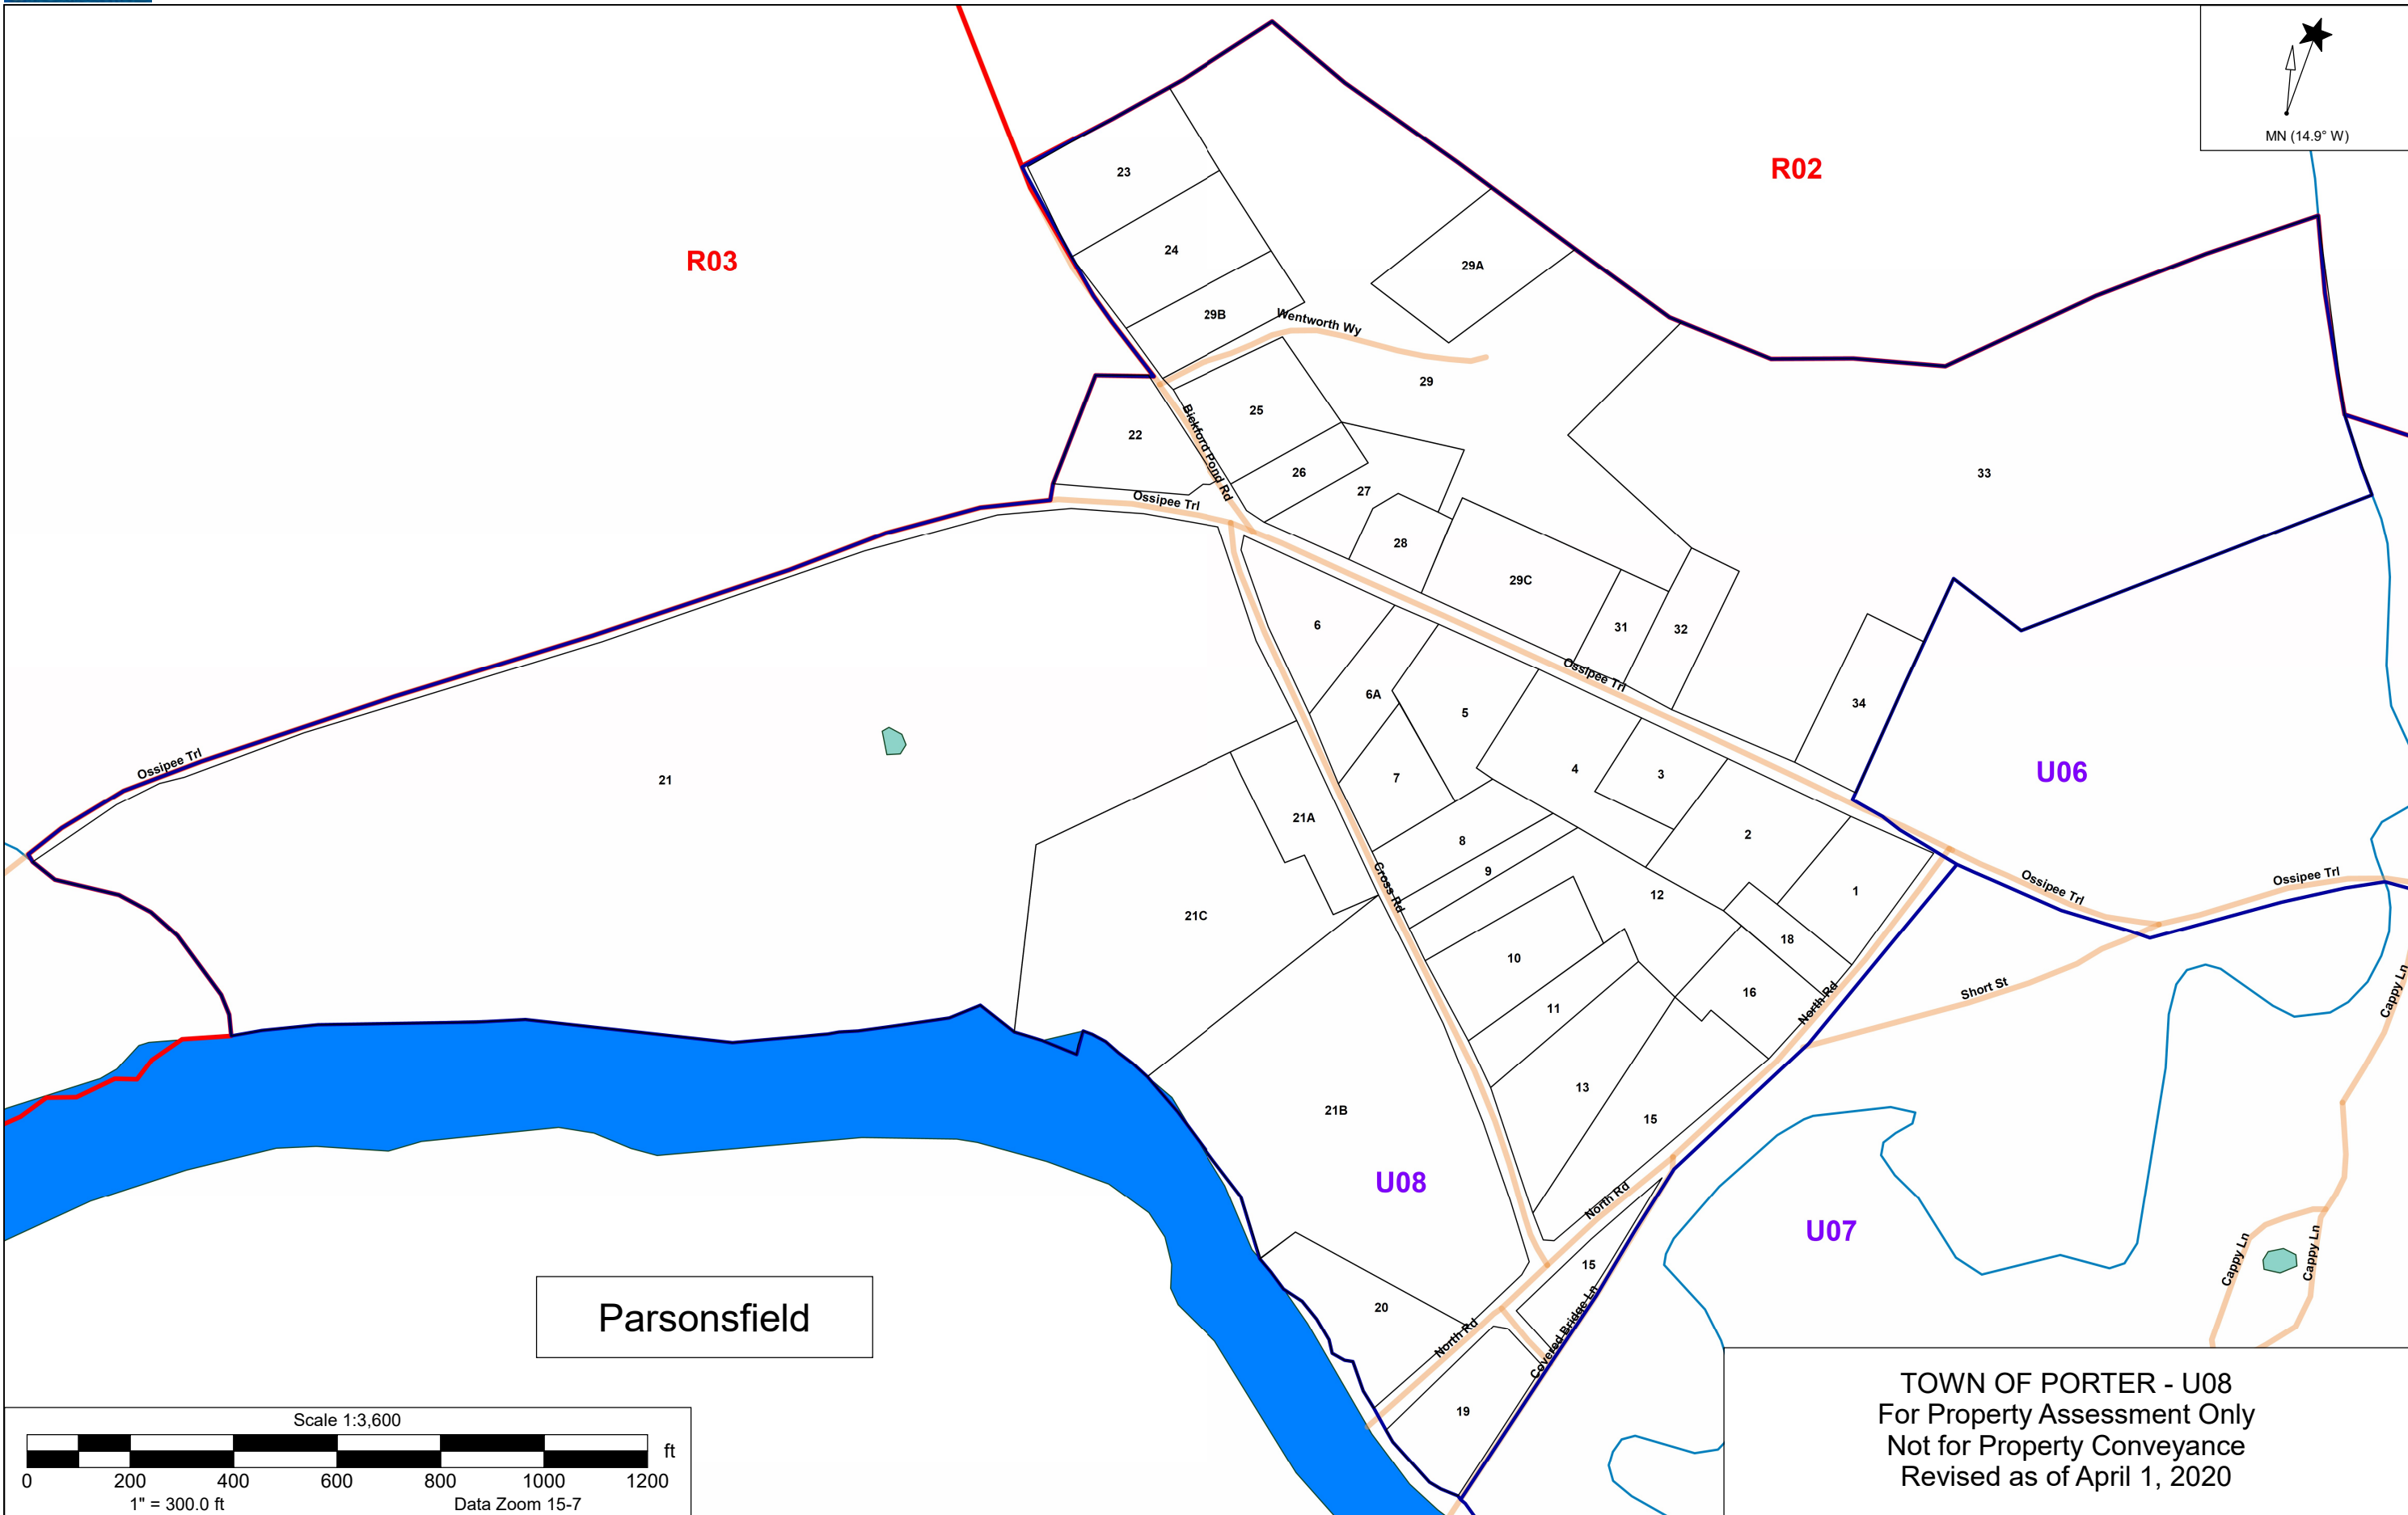 MN (14.9° W)
R02
23
R03
24
29A
29B
Wentworth Wy
29
25
Bickford Pond Rd
22
26
33
27
Ossipee Trl
28
29C
6
31
32
Ossipee Trl
6A
34
5
Ossipee Trl
21
4
3
U06
7
21A
2
8
9
Cross Rd
Ossipee Trl
Ossipee Trl
1
12
21C
18
10
16
Short St
North Rd
Cappy Ln
11
13
21B
15
U08
North Rd
U07
15
Cappy Ln
Cappy Ln
20
Covered Bridge Ln
North Rd
19
Parsonsfield
Scale 1:3,600
ft
0 200 400 600 800 1000 1200
1" = 300.0 ft Data Zoom 15-7
TOWN OF PORTER - U08
For Property Assessment Only
Not for Property Conveyance
Revised as of April 1, 2020